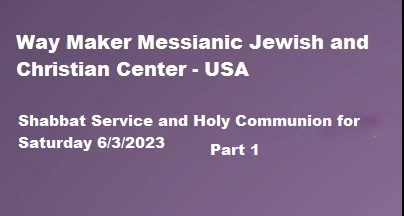 Way Maker Messianic Jewish and
Christian Center - USA
Shabbat Service and Holy Communion for
Saturday 6/3/2023 Part 1